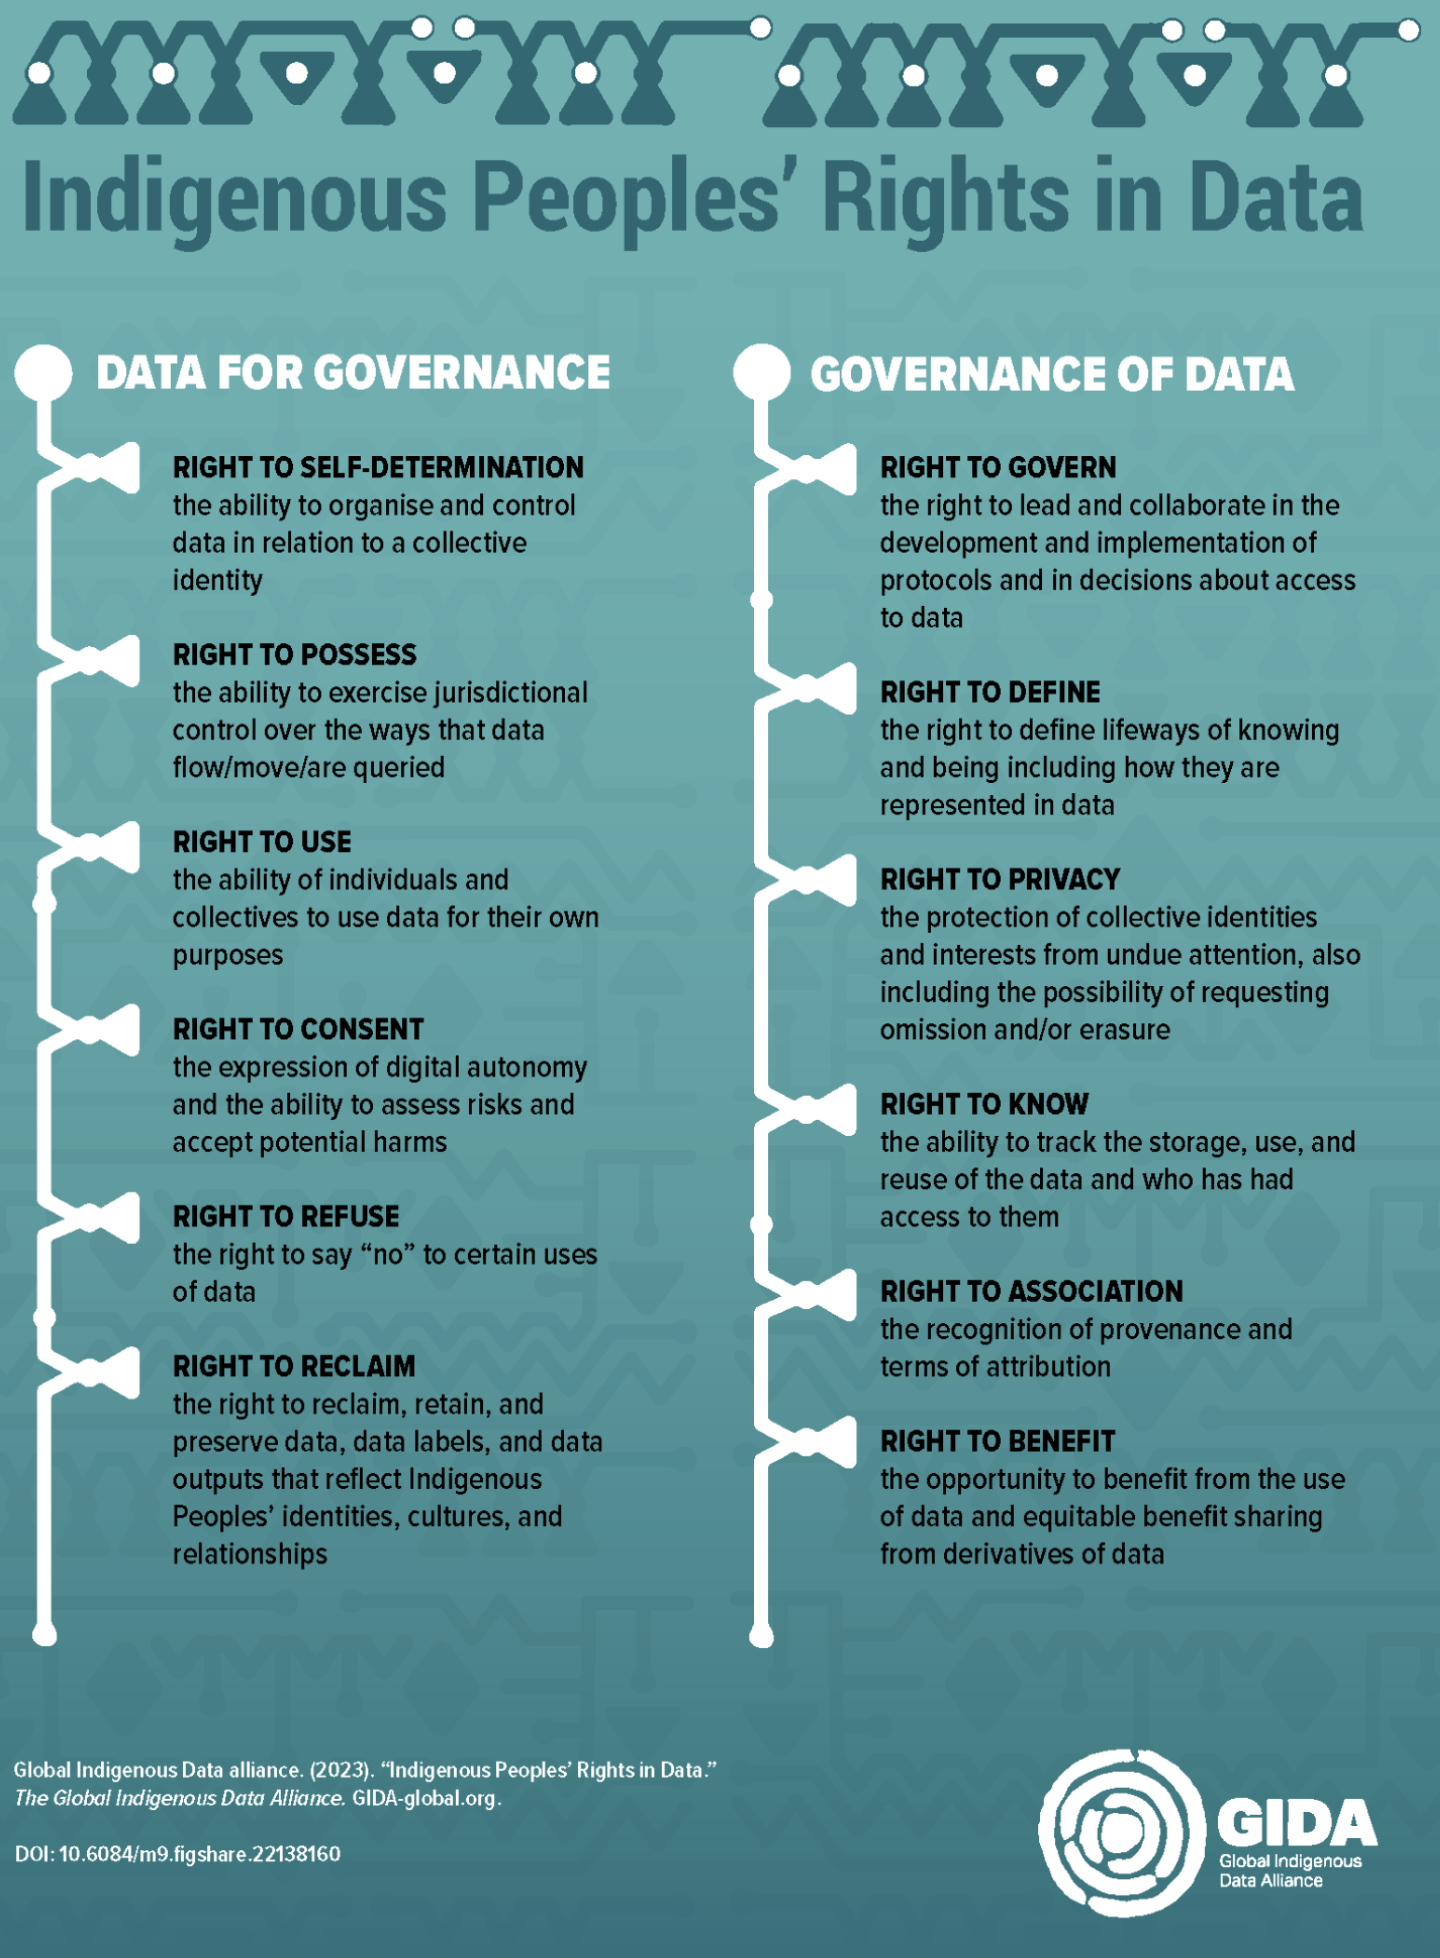 Indigenous Peoples’ Rights in Data
DATA FOR GOVERNANCE
RIGHT TO SELF-DETERMINATION
the ability to organise and control
data in relation to a collective
identity
RIGHT TO POSSESS
the ability to exercise jurisdictional
control over the ways that data
flow/move/are queried
RIGHT TO USE
the ability of individuals and
collectives to use data for their own
purposes
RIGHT TO CONSENT
the expression of digital autonomy
and the ability to assess risks and
accept potential harms
RIGHT TO REFUSE
the right to say “no” to certain uses
of data
RIGHT TO RECLAIM
the right to reclaim, retain, and
preserve data, data labels, and data
outputs that reflect Indigenous
Peoples’ identities, cultures, and
relationships
GOVERNANCE OF DATA
RIGHT TO GOVERN
the right to lead and collaborate in the
development and implementation of
protocols and in decisions about access
to data
RIGHT TO DEFINE
the right to define lifeways of knowing
and being including how they are
represented in data
RIGHT TO PRIVACY
the protection of collective identities
and interests from undue attention, also
including the possibility of requesting
omission and/or erasure
RIGHT TO KNOW
the ability to track the storage, use, and
reuse of the data and who has had
access to them
RIGHT TO ASSOCIATION
the recognition of provenance and
terms of attribution
RIGHT TO BENEFIT
the opportunity to benefit from the use
of data and equitable benefit sharing
from derivatives of data
Global Indigenous Data alliance. (2023). “Indigenous Peoples’ Rights in Data.”
The Global Indigenous Data Alliance. GIDA-global.org.
DOI: 10.6084/m9.figshare.22138160
GIDA
Global Indigenous
Data Alliance